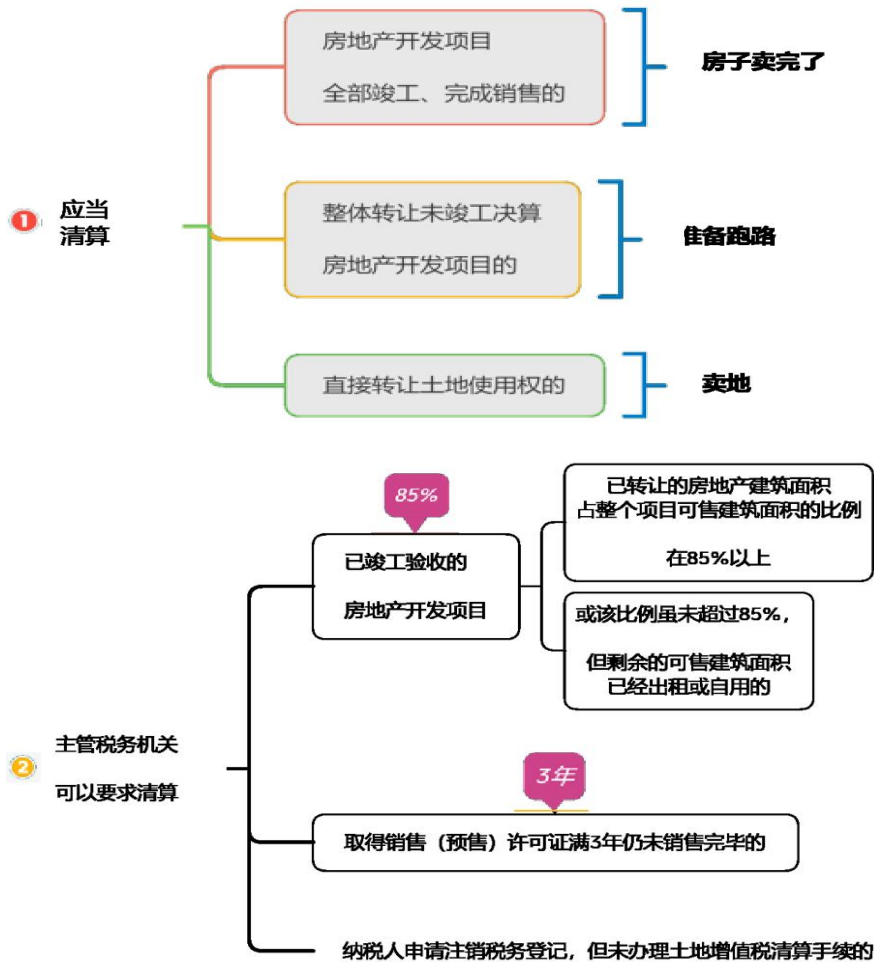 房地产开发项目
全部竣工、完成销售的
房子卖完了
1
应当
清算
整体转让未竣工决算
房地产开发项目的
准备跑路
直接转让土地使用权的
卖地
85%
已竣工验收的
房地产开发项目
已转让的房地产建筑面积
占整个项目可售建筑面积的比例
在85%以上
或该比例虽未超过85%，
但剩余的可售建筑面积
已经出租或自用的
2
主管税务机关
可以要求清算
3年
取得销售（预售）许可证满3年仍未销售完毕的
纳税人申请注销税务登记，但未办理土地增值税清算手续的